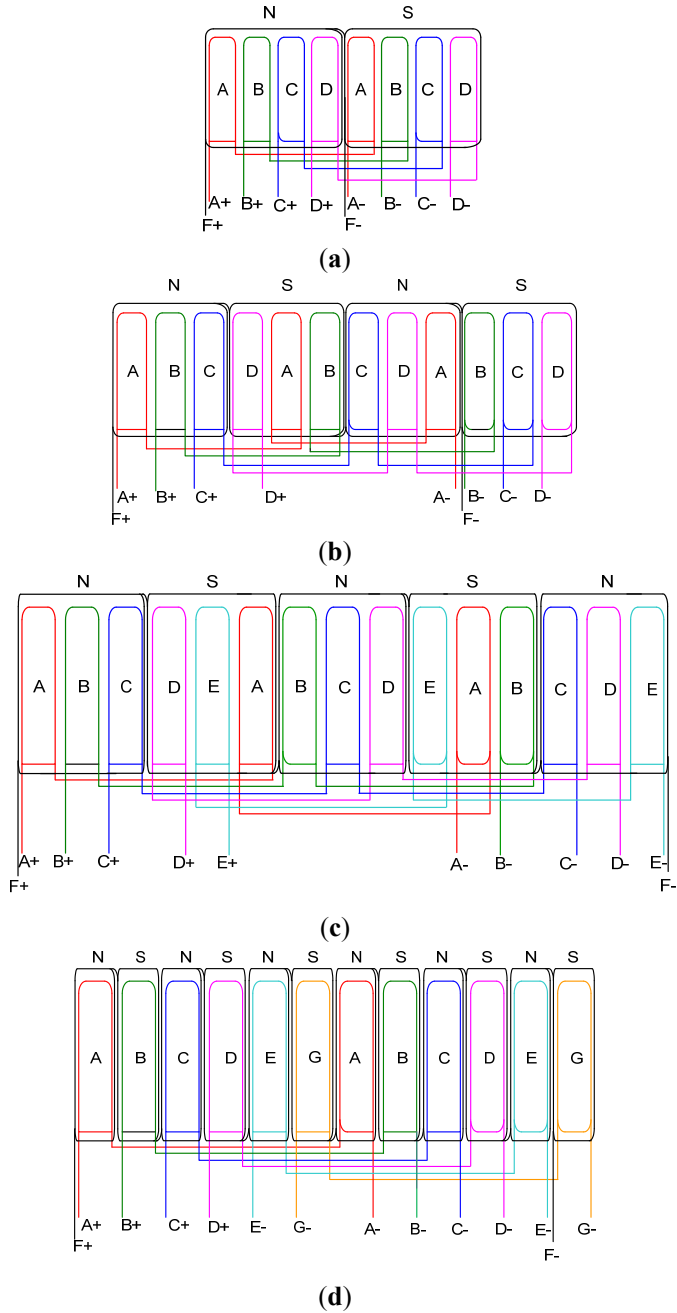 N S
A B C D A B C D
A+ B+ C+ D+ A- B- C- D-
F+ F-
(a)
N S N S
A B C D A B C D A B C D
A+ B+ C+ D+ A- B- C- D-
F+ F-
(b)
N S N S N
A B C D E A B C D E A B C D E
A+ B+ C+ D+ E+ A- B- C- D- E-
F+ F-
(c)
N S N S N S N S N S N S
A B C D E G A B C D E G
A+ B+ C+ D+ E- G- A- B- C- D- E- G-
F+ F-
(d)